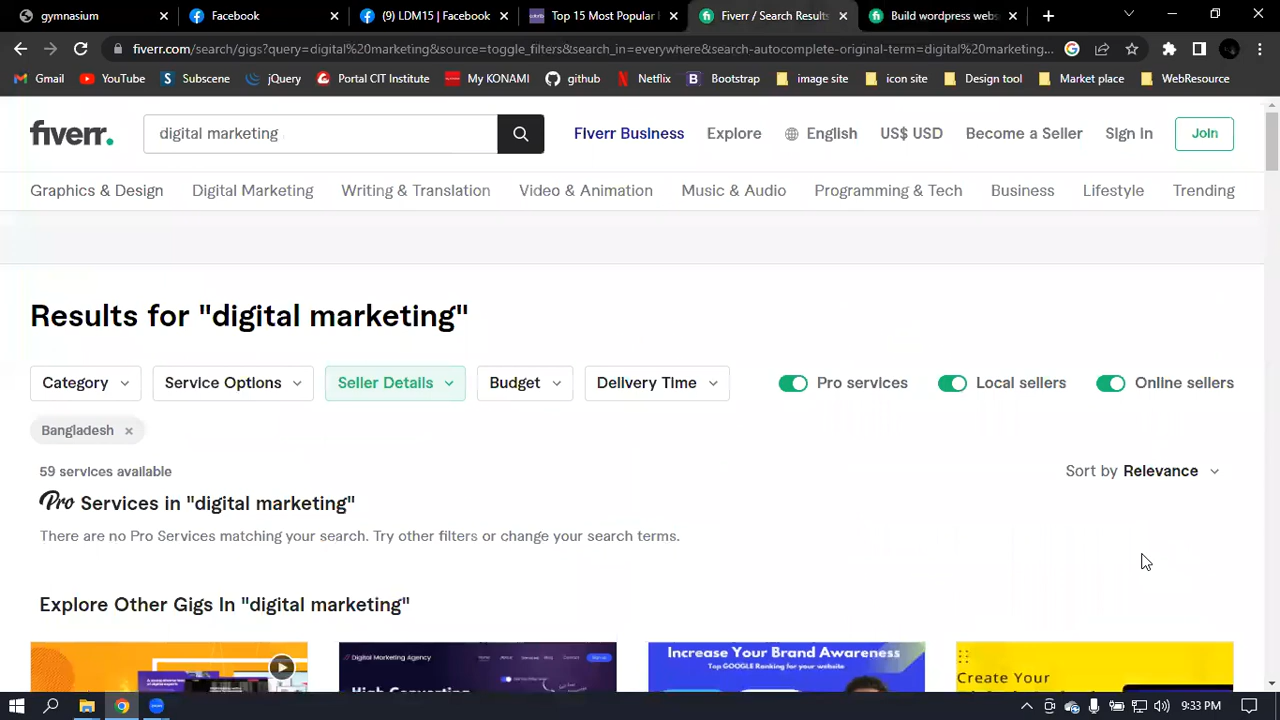 gymnasium
Facebook
(9) LDM15 | Facebook
Top 15 Most Popular
Fiverr / Search Results
Build wordpress webs
fiverr.com/search/gigs?query=digital%20marketing&source=toggle_filters&search_in=everywhere&search-autocomplete-original-term=digital%20marketing...
Gmail YouTube Subscene jQuery Portal CIT Institute My KONAMI github Netflix Bootstrap image site icon site Design tool Market place WebResource
fiverr. digital marketing Fiverr Business Explore English US$ USD Become a Seller Sign In Join
Graphics & Design Digital Marketing Writing & Translation Video & Animation Music & Audio Programming & Tech Business Lifestyle Trending
Results for "digital marketing"
Category Service Options Seller Details Budget Delivery Time Pro services Local sellers Online sellers
Bangladesh ×
59 services available Sort by Relevance
Pro Services in "digital marketing"
There are no Pro Services matching your search. Try other filters or change your search terms.
Explore Other Gigs In "digital marketing"
Digital Marketing Agency
High Converting
Increase Your Brand Awareness
Top GOOGLE Ranking for your website
Create Your
9:33 PM